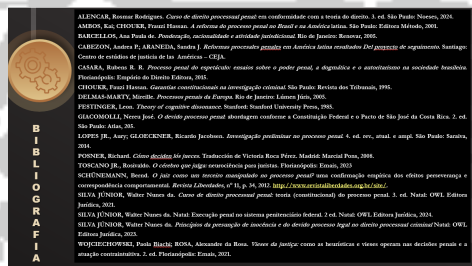 ALENCAR, Rosmar Rodrigues. Curso de direito processual penal: em conformidade com a teoria do direito. 3. ed. São Paulo: Noeses, 2024.
AMBOS, Kai; CHOUKR, Fauzi Hassan. A reforma do processo penal no Brasil e na América latina. São Paulo: Editora Método, 2001.
BARCELLOS, Ana Paula de. Ponderação, racionalidade e atividade jurisdicional. Rio de Janeiro: Renovar, 2005.
CABEZON, Andrea P.; ARANEDA, Sandra J. Reformas procesales penales em América latina resultados Del proyecto de seguimento. Santiago:
Centro de estúdios de justicia de las Américas – CEJA.
CASARA, Rubens R. R. Processo penal do espetáculo: ensaios sobre o poder penal, a dogmática e o autoritarismo na sociedade brasileira.
Florianópolis: Empório do Direito Editora, 2015.
CHOUKR, Fauzi Hassan. Garantias constitucionais na investigação criminal. São Paulo: Revista dos Tribunais, 1995.
DELMAS-MARTY, Mireille. Processos penais da Europa. Rio de Janeiro: Lúmen Júris, 2005.
FESTINGER, Leon. Theory of cognitive dissonance. Stanford: Stanford University Press, 1985.
GIACOMOLLI, Nereu José. O devido processo penal: abordagem conforme a Constituição Federal e o Pacto de São José da Costa Rica. 2. ed.
São Paulo: Atlas, 205.
LOPES JR., Aury; GLOECKNER, Ricardo Jacobsen. Investigação preliminar no processo penal. 4. ed. rev., atual. e ampl. São Paulo: Saraiva,
2014.
POSNER, Richard. Cómo deciden los jueces. Traducción de Victoria Roca Pérez. Madrid: Marcial Pons, 2008.
TOSCANO JR., Rosivaldo. O cérebro que julga: neurociência para juristas. Florianópolis: Emais, 2023
SCHÜNEMANN, Bernd. O juiz como um terceiro manipulado no processo penal? uma confirmação empírica dos efeitos perseverança e
correspondência comportamental. Revista Liberdades, nº 11, p. 34, 2012. http://www.revistaliberdades.org.br/site/.
SILVA JÚNIOR, Walter Nunes da. Curso de direito processual penal: teoria (constitucional) do processo penal. 3. ed. Natal: OWL Editora
Jurídica, 2021.
SILVA JÚNIOR, Walter Nunes da. Natal: Execução penal no sistema penitenciário federal. 2 ed. Natal: OWL Editora Jurídica, 2024.
SILVA JÚNIOR, Walter Nunes da. Princípios da presunção de inocência e do devido processo legal no direito processual criminal Natal: OWL
Editora Jurídica, 2023.
WOJCIECHOWSKI, Paola Biachi; ROSA, Alexandre da Rosa. Vieses da justiça: como as heurísticas e vieses operam nas decisões penais e a
atuação contraintuitiva. 2. ed. Florianópolis: Emais, 2021.
B
I
B
L
I
O
G
R
A
F
I
A